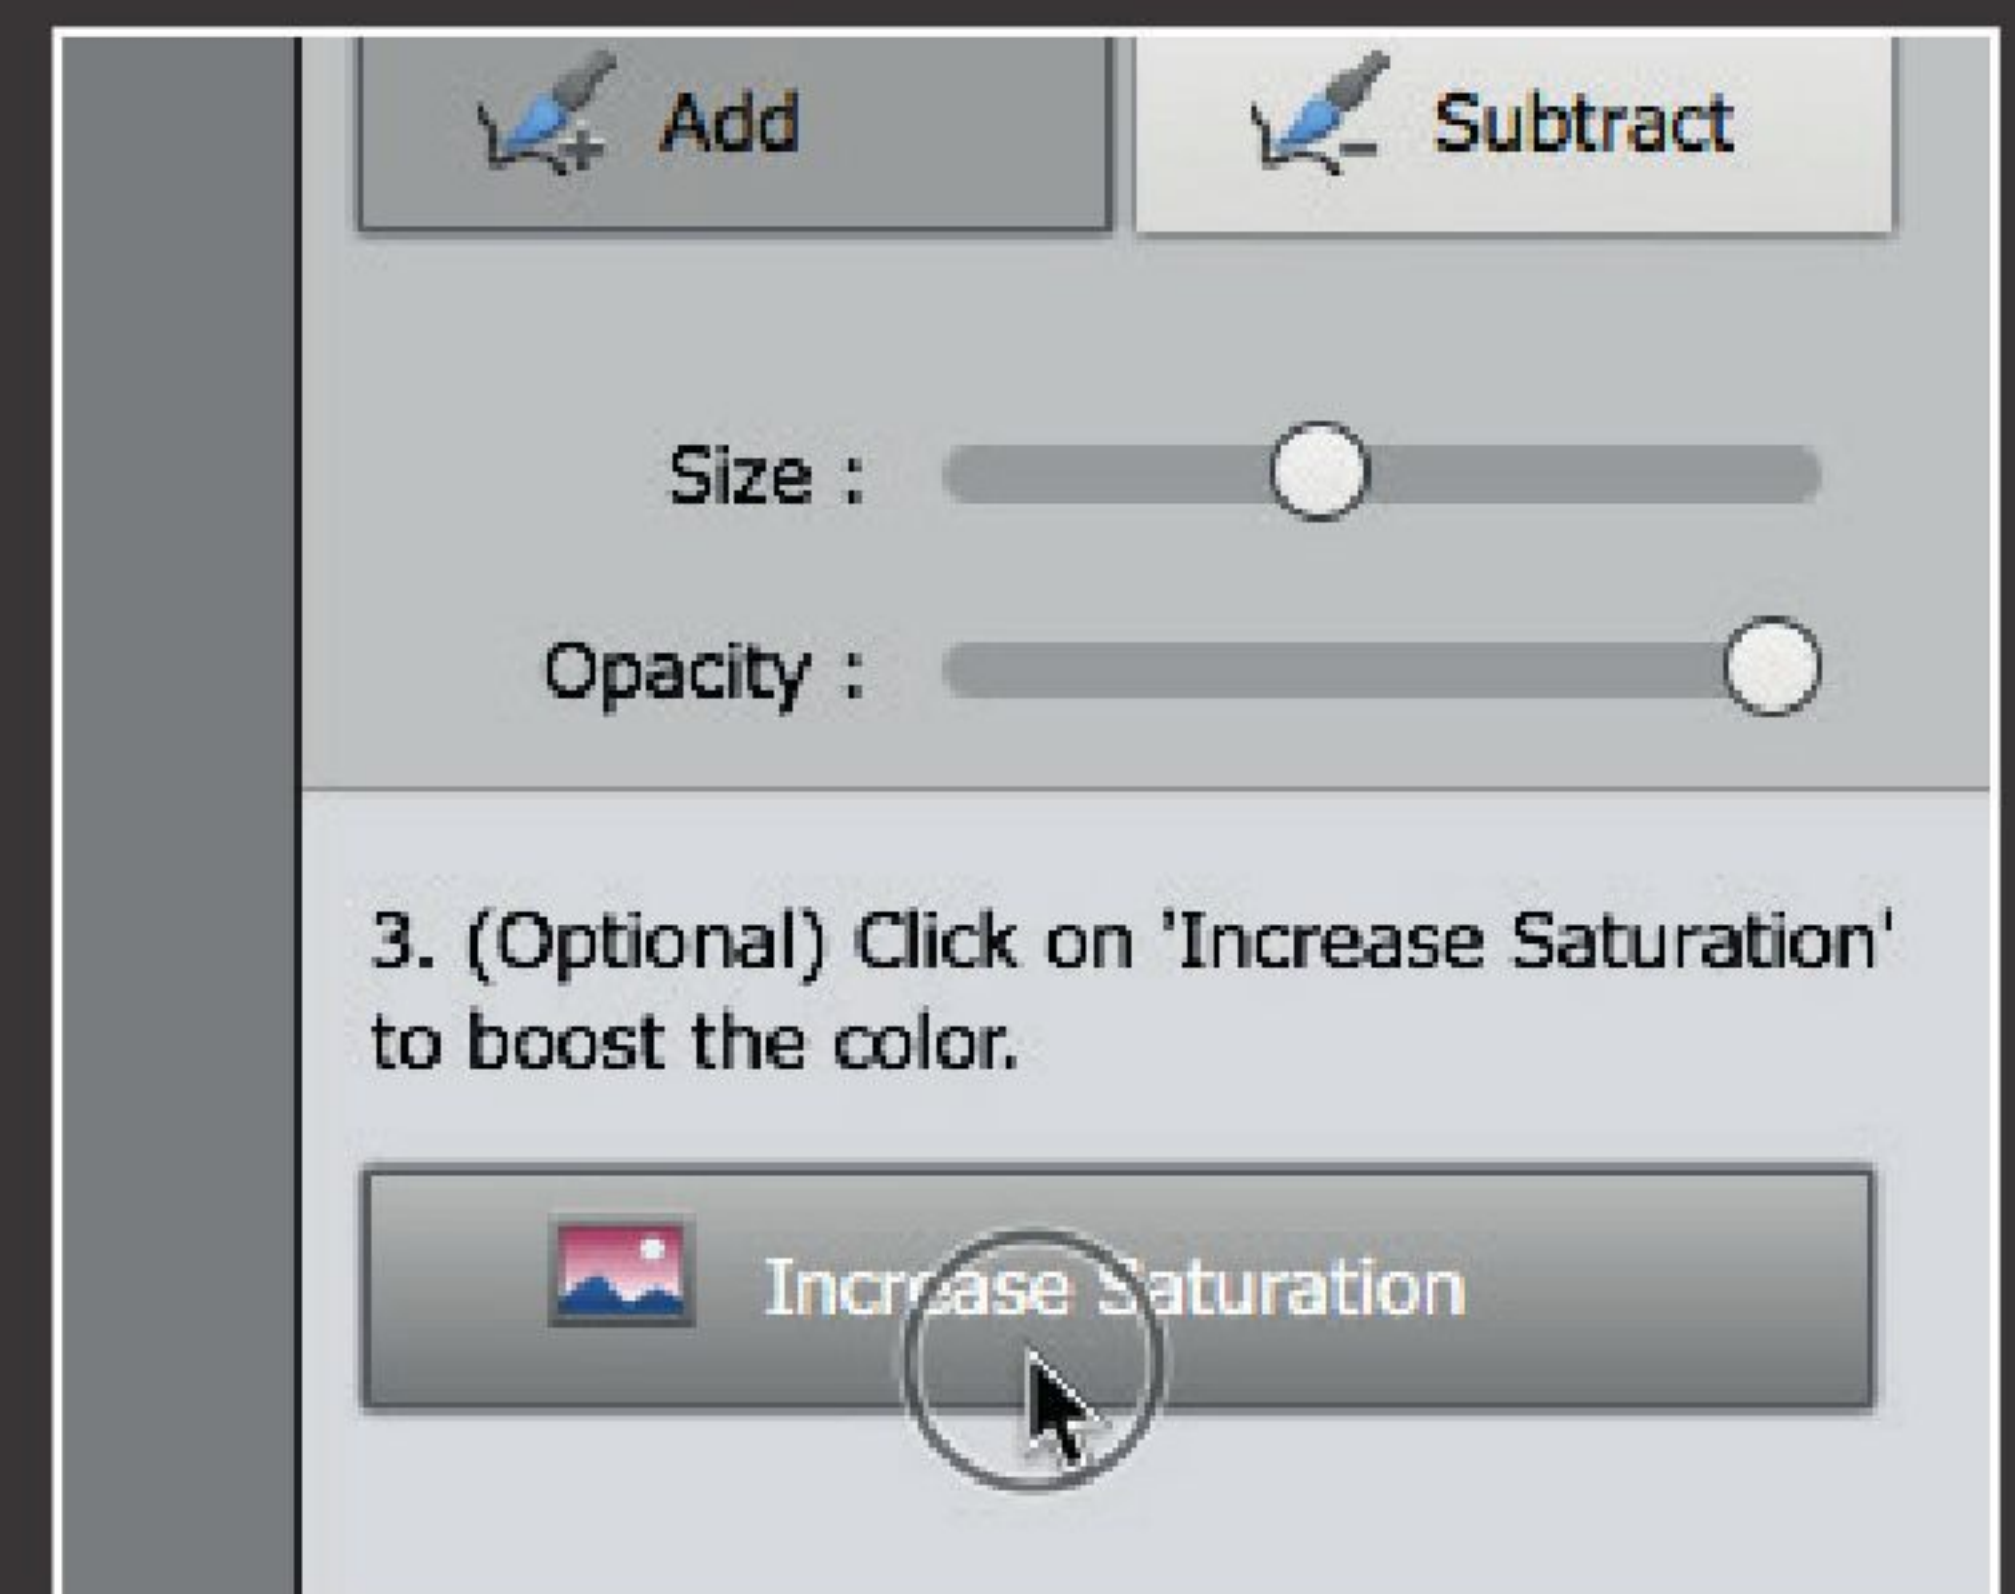 Add
Subtract
Size :
Opacity :
3. (Optional) Click on 'Increase Saturation'
to boost the color.
Increase Saturation